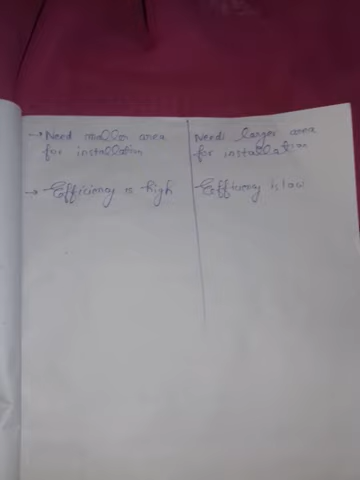 → Need smaller area
for installation
→ Efficiency is high
Needs larger area
for installation
Efficiency is low